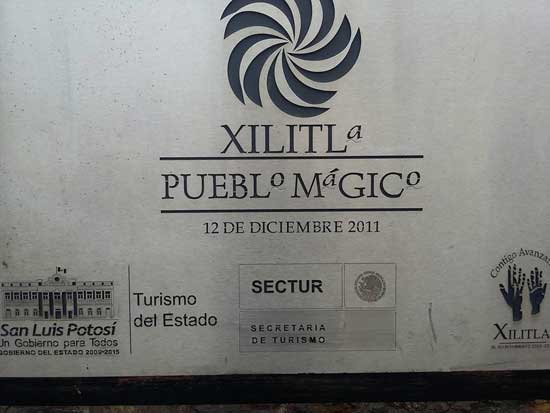 XILITLa
PUEBLo MáGICo
12 DE DICIEMBRE 2011
San Luis Potosí
Un Gobierno para Todos
GOBIERNO DEL ESTADO 2009-2015
Turismo
del Estado
SECTUR
SECRETARIA
DE TURISMO
Contigo Avanza
XILITLA